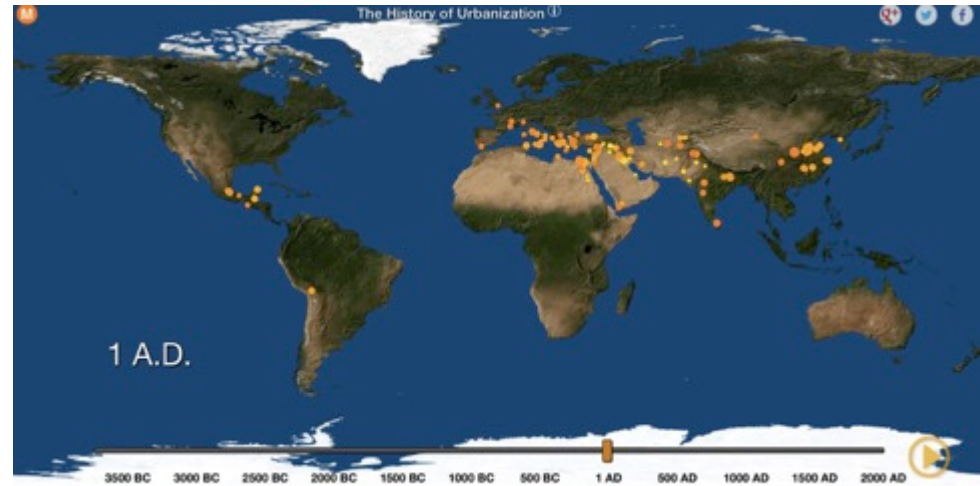 M
The History of Urbanization ⓘ
g+
f
1 A.D.
3500 BC 3000 BC 2500 BC 2000 BC 1500 BC 1000 BC 500 BC 1 AD 500 AD 1000 AD 1500 AD 2000 AD